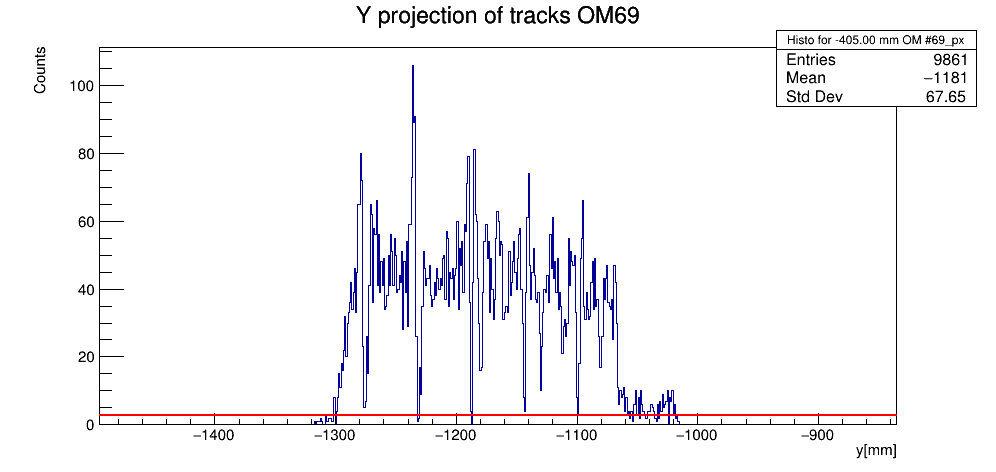 Y projection of tracks OM69
Histo for -405.00 mm OM #69_px
Entries 9861
Mean −1181
Std Dev 67.65
Counts
100
80
60
40
20
0
−1400 −1300 −1200 −1100 −1000 −900
y[mm]